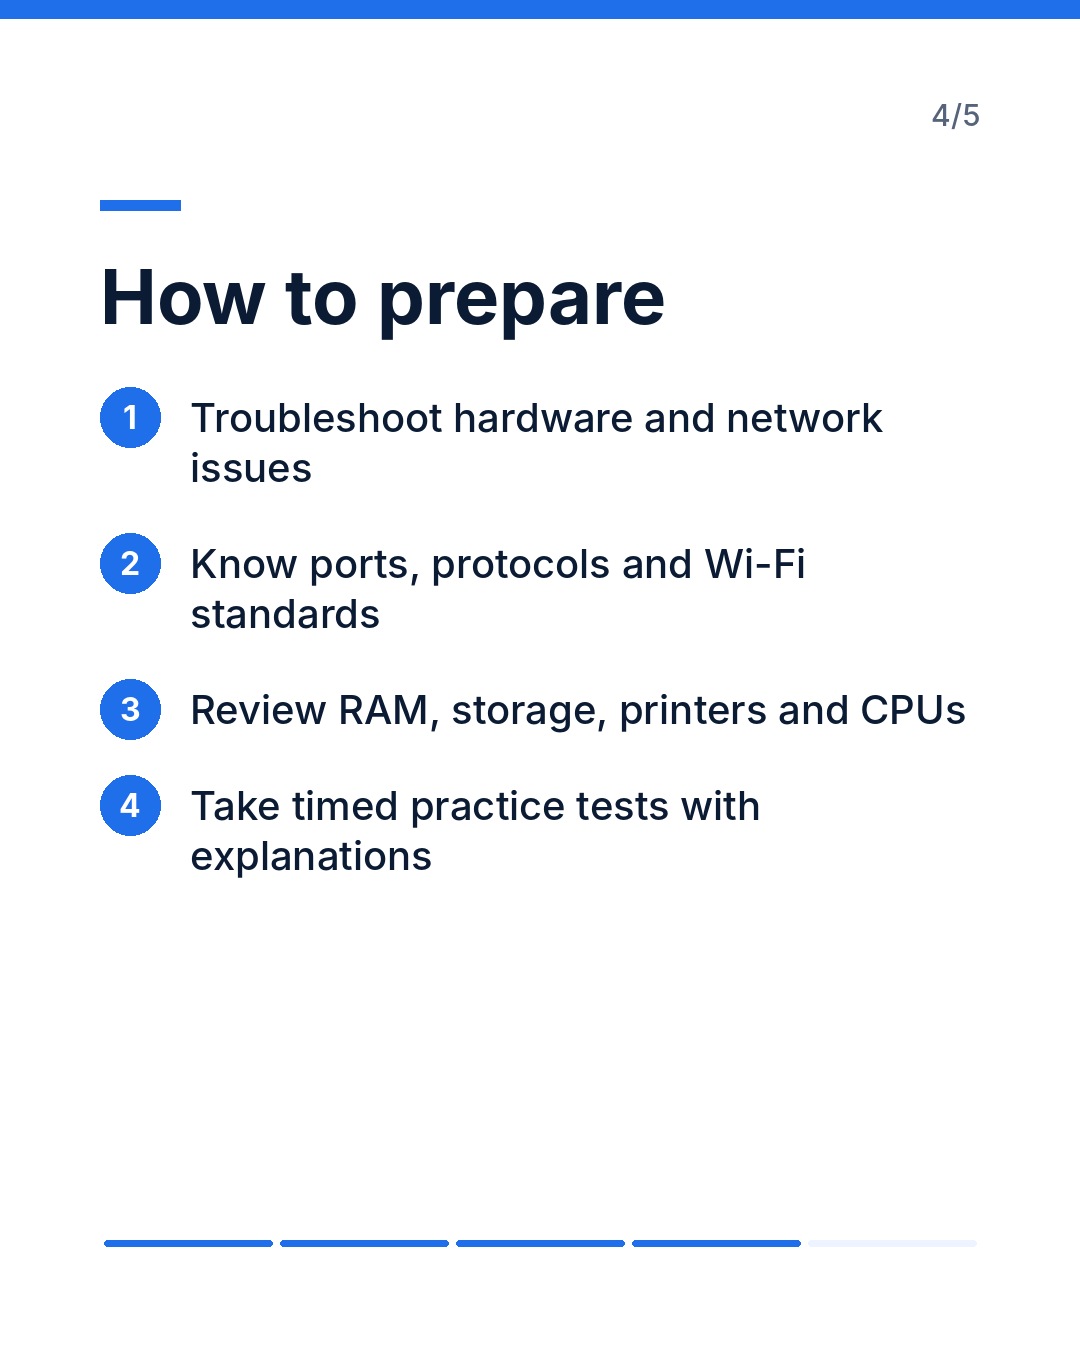 4/5
How to prepare
1 Troubleshoot hardware and network
issues
2 Know ports, protocols and Wi-Fi
standards
3 Review RAM, storage, printers and CPUs
4 Take timed practice tests with
explanations